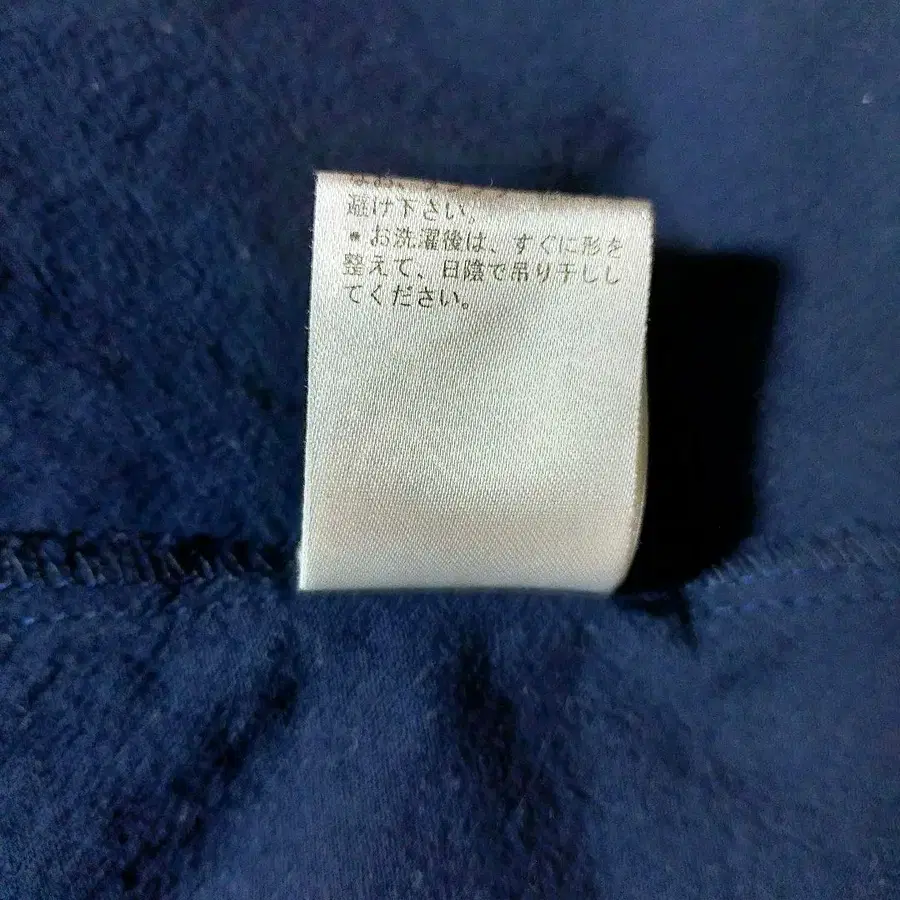 避け下さい。
• お洗濯後は、すぐに形を
整えて、日陰で吊り干しし
てください。